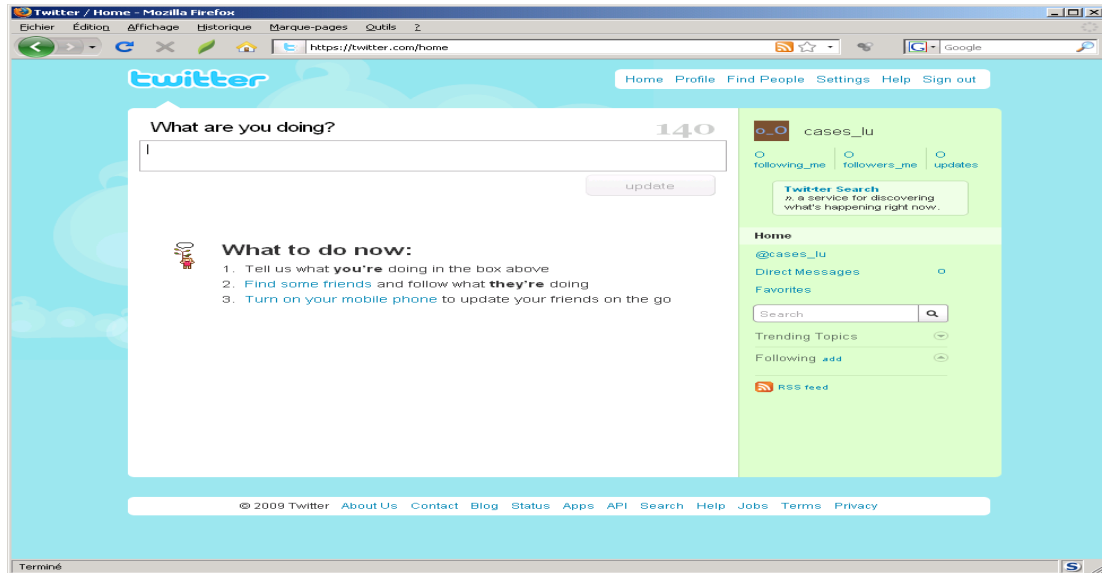 Twitter / Home - Mozilla Firefox
Fichier Édition Affichage Historique Marque-pages Outils ?
https://twitter.com/home
Google
twitter
Home Profile Find People Settings Help Sign out
What are you doing?
140
update
What to do now:
1. Tell us what you're doing in the box above
2. Find some friends and follow what they're doing
3. Turn on your mobile phone to update your friends on the go
o_O cases_lu
0 0 0
following_me followers_me updates
Twit·ter Search
n. a service for discovering
what's happening right now.
Home
@cases_lu
Direct Messages 0
Favorites
Search
Trending Topics
Following add
RSS feed
© 2009 Twitter About Us Contact Blog Status Apps API Search Help Jobs Terms Privacy
Terminé